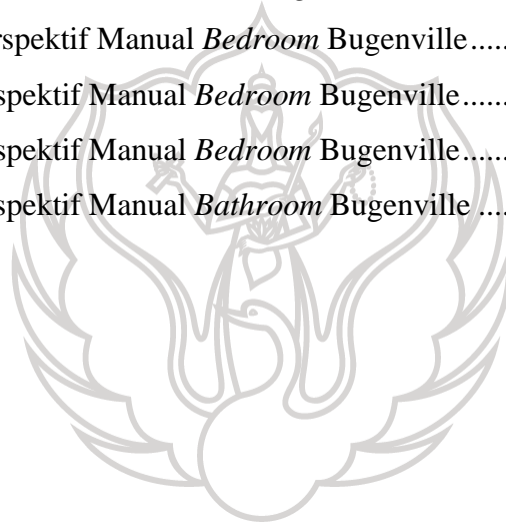 rspektif Manual Bedroom Bugenville.....
spektif Manual Bedroom Bugenville......
spektif Manual Bedroom Bugenville......
spektif Manual Bathroom Bugenville ....